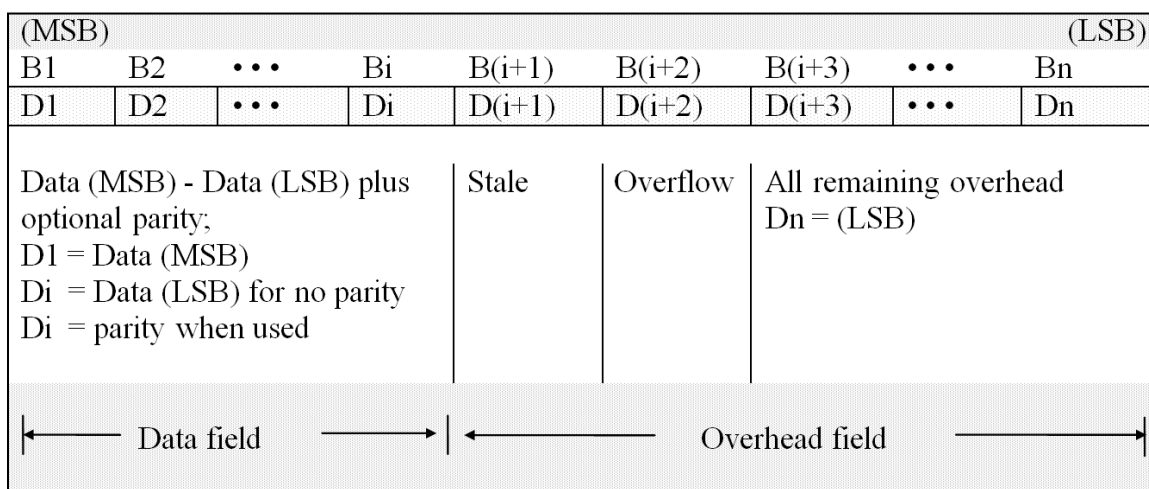 (MSB) (LSB)
B1 B2 • • • Bi B(i+1) B(i+2) B(i+3) • • • Bn
D1 D2 • • • Di D(i+1) D(i+2) D(i+3) • • • Dn
Data (MSB) - Data (LSB) plus
optional parity;
D1 = Data (MSB)
Di = Data (LSB) for no parity
Di = parity when used
Stale
Overflow
All remaining overhead
Dn = (LSB)
Data field
Overhead field